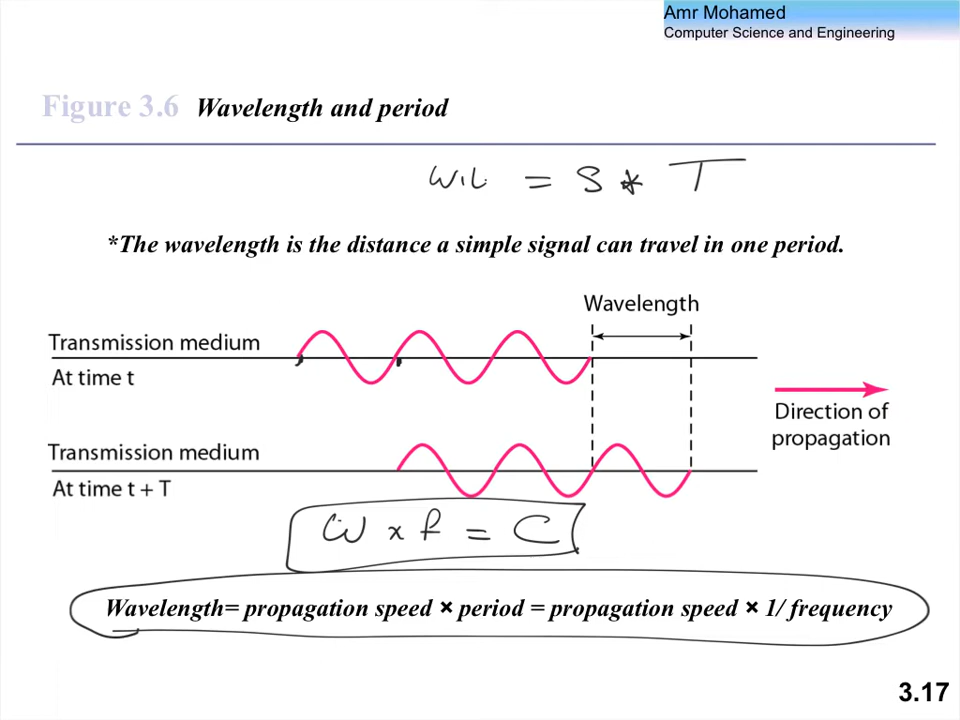 Amr Mohamed
Computer Science and Engineering
Figure 3.6 Wavelength and period
= S * T
*The wavelength is the distance a simple signal can travel in one period.
Wavelength
Transmission medium
At time t
Direction of
propagation
Transmission medium
At time t + T
W x f = C
Wavelength= propagation speed × period = propagation speed × 1/ frequency
3.17